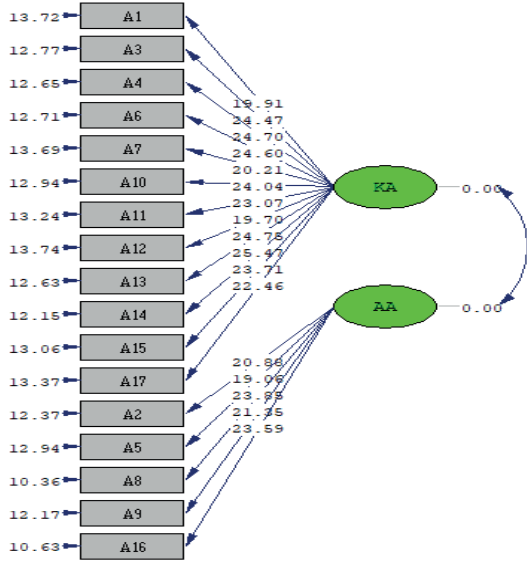 13.72 A1
12.77 A3
12.65 A4
12.71 A6
13.69 A7
12.94 A10
13.24 A11
13.74 A12
12.63 A13
12.15 A14
13.06 A15
13.37 A17
12.37 A2
12.94 A5
10.36 A8
12.17 A9
10.63 A16
19.91
24.47
24.70
24.60
20.21
24.04
23.07
19.70
24.75
25.47
23.71
22.46
KA 0.00
20.88
19.06
23.85
21.35
23.59
AA 0.00